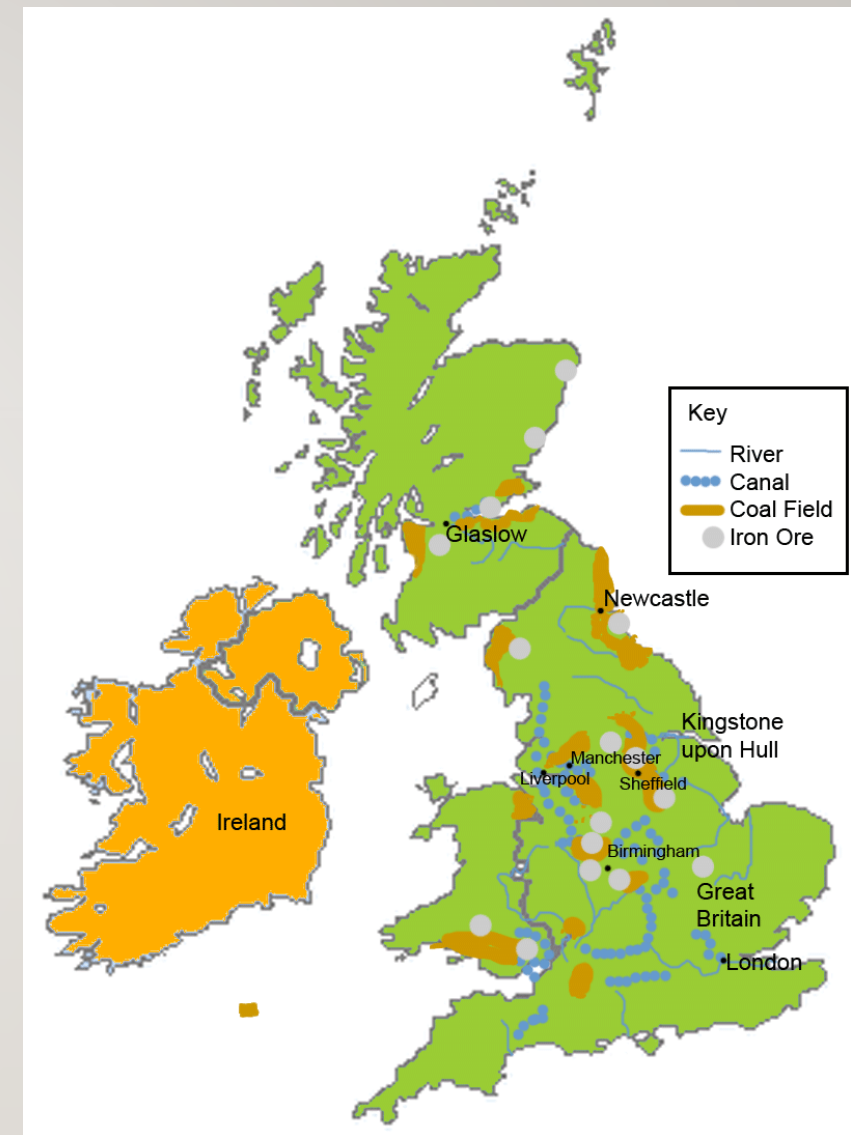 Key
River
Canal
Coal Field
Iron Ore
Glaslow
Newcastle
Kingstone
upon Hull
Manchester
Liverpool
Sheffield
Ireland
Birmingham
Great
Britain
London